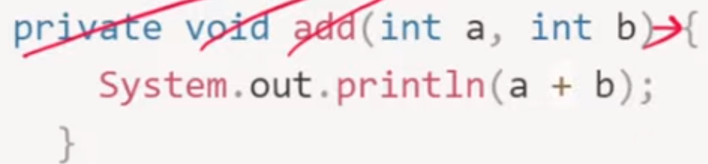 private void add(int a, int b)→{
System.out.println(a + b);
}